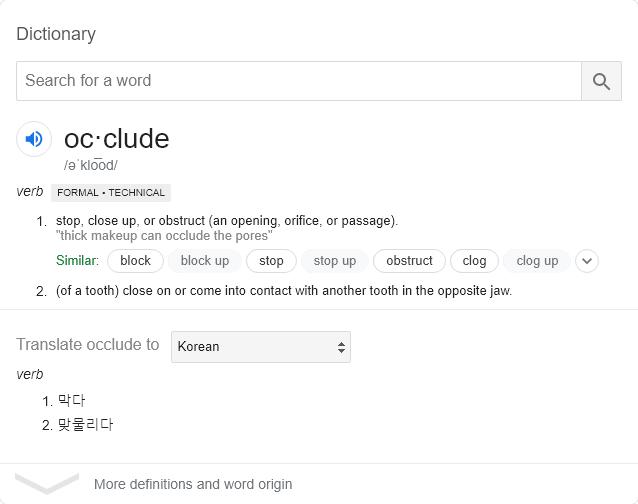 Dictionary
Search for a word
oc·clude
/əˈklo͞od/
verb FORMAL • TECHNICAL
1. stop, close up, or obstruct (an opening, orifice, or passage).
"thick makeup can occlude the pores"
Similar: block block up stop stop up obstruct clog clog up
2. (of a tooth) close on or come into contact with another tooth in the opposite jaw.
Translate occlude to Korean
verb
1. 막다
2. 맞물리다
More definitions and word origin